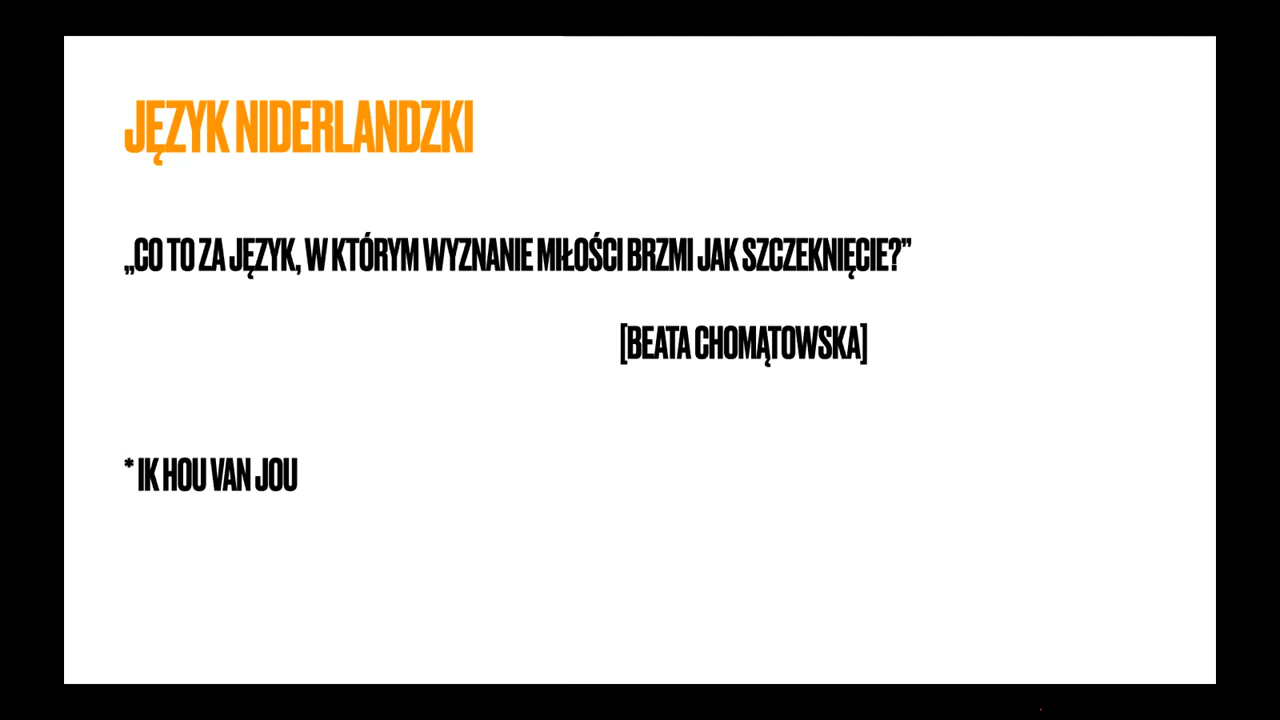 JĘZYK NIDERLANDZKI
„CO TO ZA JĘZYK, W KTÓRYM WYZNANIE MIŁOŚCI BRZMI JAK SZCZEKNIĘCIE?”
[BEATA CHOMĄTOWSKA]
* IK HOU VAN JOU